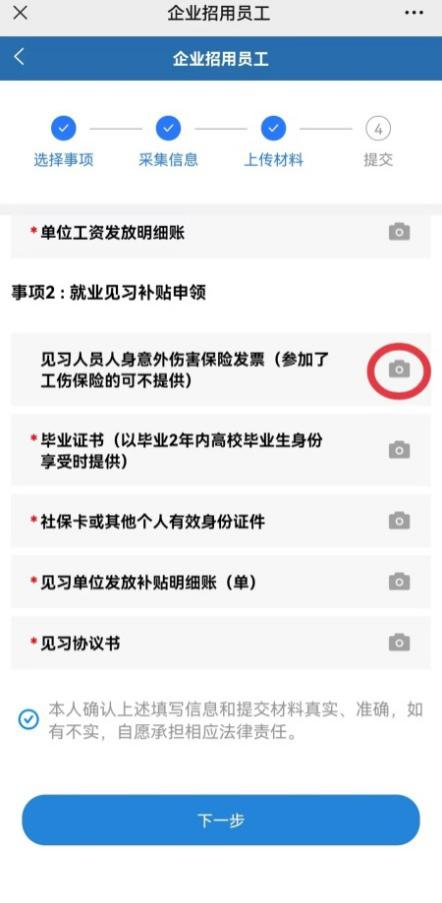 企业招用员工
企业招用员工
4
选择事项 采集信息 上传材料 提交
*单位工资发放明细账
事项2：就业见习补贴申领
见习人员人身意外伤害保险发票（参加了
工伤保险的可不提供）
*毕业证书（以毕业2年内高校毕业生身份
享受时提供）
*社保卡或其他个人有效身份证件
*见习单位发放补贴明细账（单）
*见习协议书
本人确认上述填写信息和提交材料真实、准确，如
有不实，自愿承担相应法律责任。
下一步